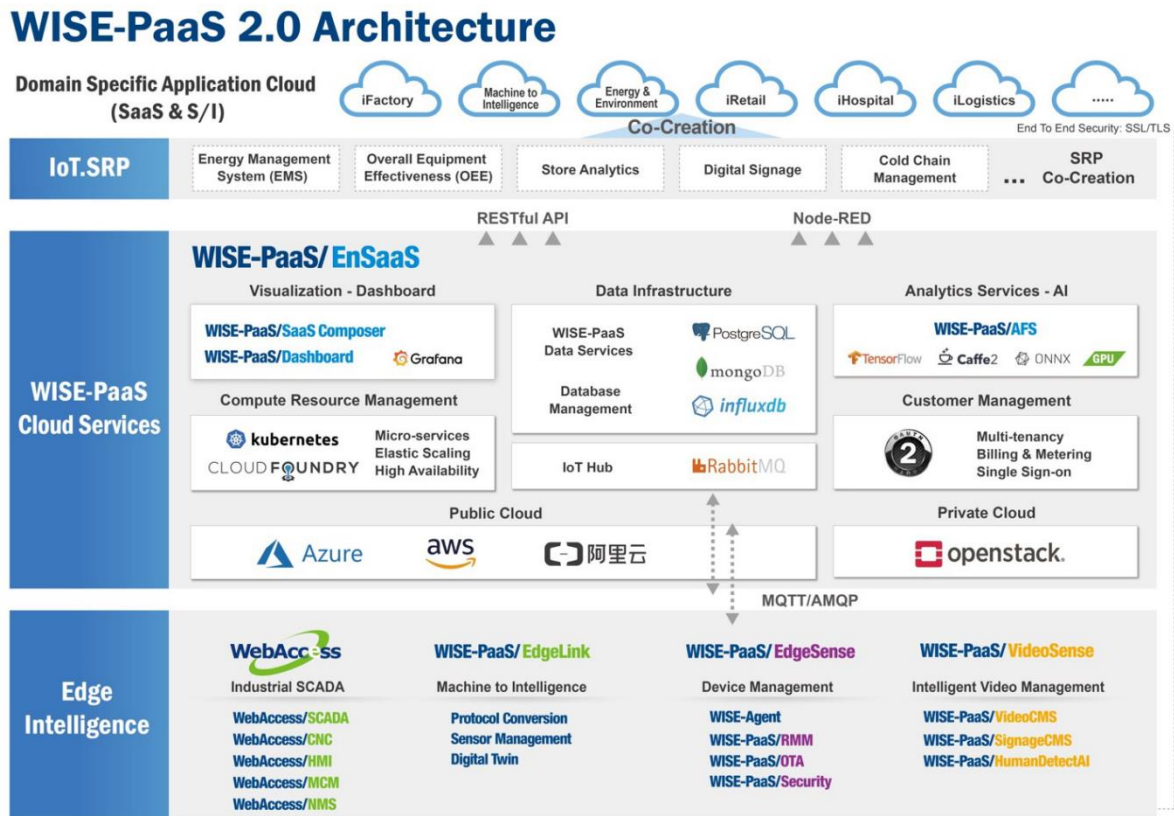 WISE-PaaS 2.0 Architecture
Domain Specific Application Cloud
(SaaS & S/I)
iFactory
Machine to
Intelligence
Energy &
Environment
iRetail
iHospital
iLogistics
.....
Co-Creation
End To End Security: SSL/TLS
IoT.SRP
Energy Management
System (EMS)
Overall Equipment
Effectiveness (OEE)
Store Analytics
Digital Signage
Cold Chain
Management
...
SRP
Co-Creation
RESTful API
Node-RED
WISE-PaaS
Cloud Services
WISE-PaaS/EnSaaS
Visualization - Dashboard
WISE-PaaS/SaaS Composer
WISE-PaaS/Dashboard
Grafana
Data Infrastructure
WISE-PaaS
Data Services
PostgreSQL
mongoDB
Database
Management
influxdb
Analytics Services - AI
WISE-PaaS/AFS
TensorFlow
Caffe2
ONNX
GPU
Compute Resource Management
kubernetes
CLOUD FOUNDRY
Micro-services
Elastic Scaling
High Availability
IoT Hub
RabbitMQ
Customer Management
OAUTH
2
Multi-tenancy
Billing & Metering
Single Sign-on
Public Cloud
Azure
aws
阿里云
Private Cloud
openstack.
MQTT/AMQP
Edge
Intelligence
WebAccess
Industrial SCADA
WebAccess/SCADA
WebAccess/CNC
WebAccess/HMI
WebAccess/MCM
WebAccess/NMS
WISE-PaaS/EdgeLink
Machine to Intelligence
Protocol Conversion
Sensor Management
Digital Twin
WISE-PaaS/EdgeSense
Device Management
WISE-Agent
WISE-PaaS/RMM
WISE-PaaS/OTA
WISE-PaaS/Security
WISE-PaaS/VideoSense
Intelligent Video Management
WISE-PaaS/VideoCMS
WISE-PaaS/SignageCMS
WISE-PaaS/HumanDetectAI